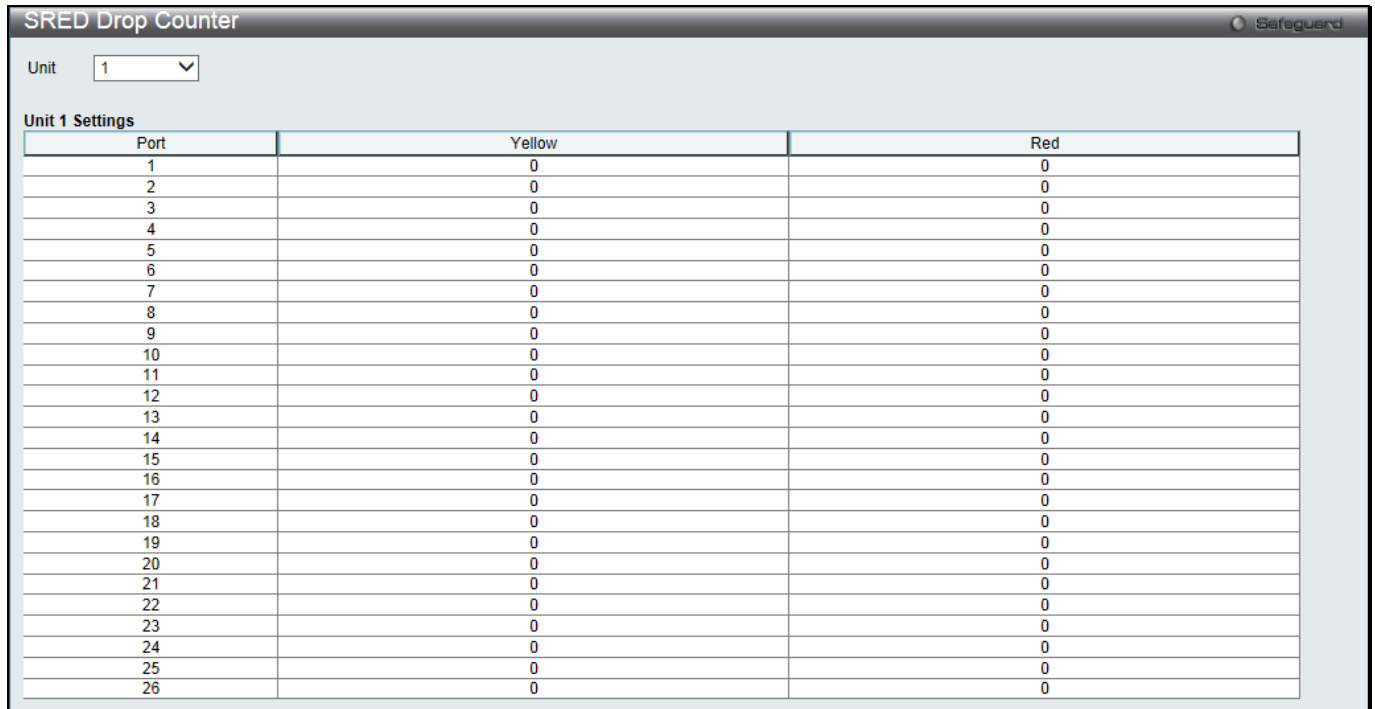 SRED Drop Counter
Safeguard
Unit 1
Unit 1 Settings
Port Yellow Red
1 0 0
2 0 0
3 0 0
4 0 0
5 0 0
6 0 0
7 0 0
8 0 0
9 0 0
10 0 0
11 0 0
12 0 0
13 0 0
14 0 0
15 0 0
16 0 0
17 0 0
18 0 0
19 0 0
20 0 0
21 0 0
22 0 0
23 0 0
24 0 0
25 0 0
26 0 0